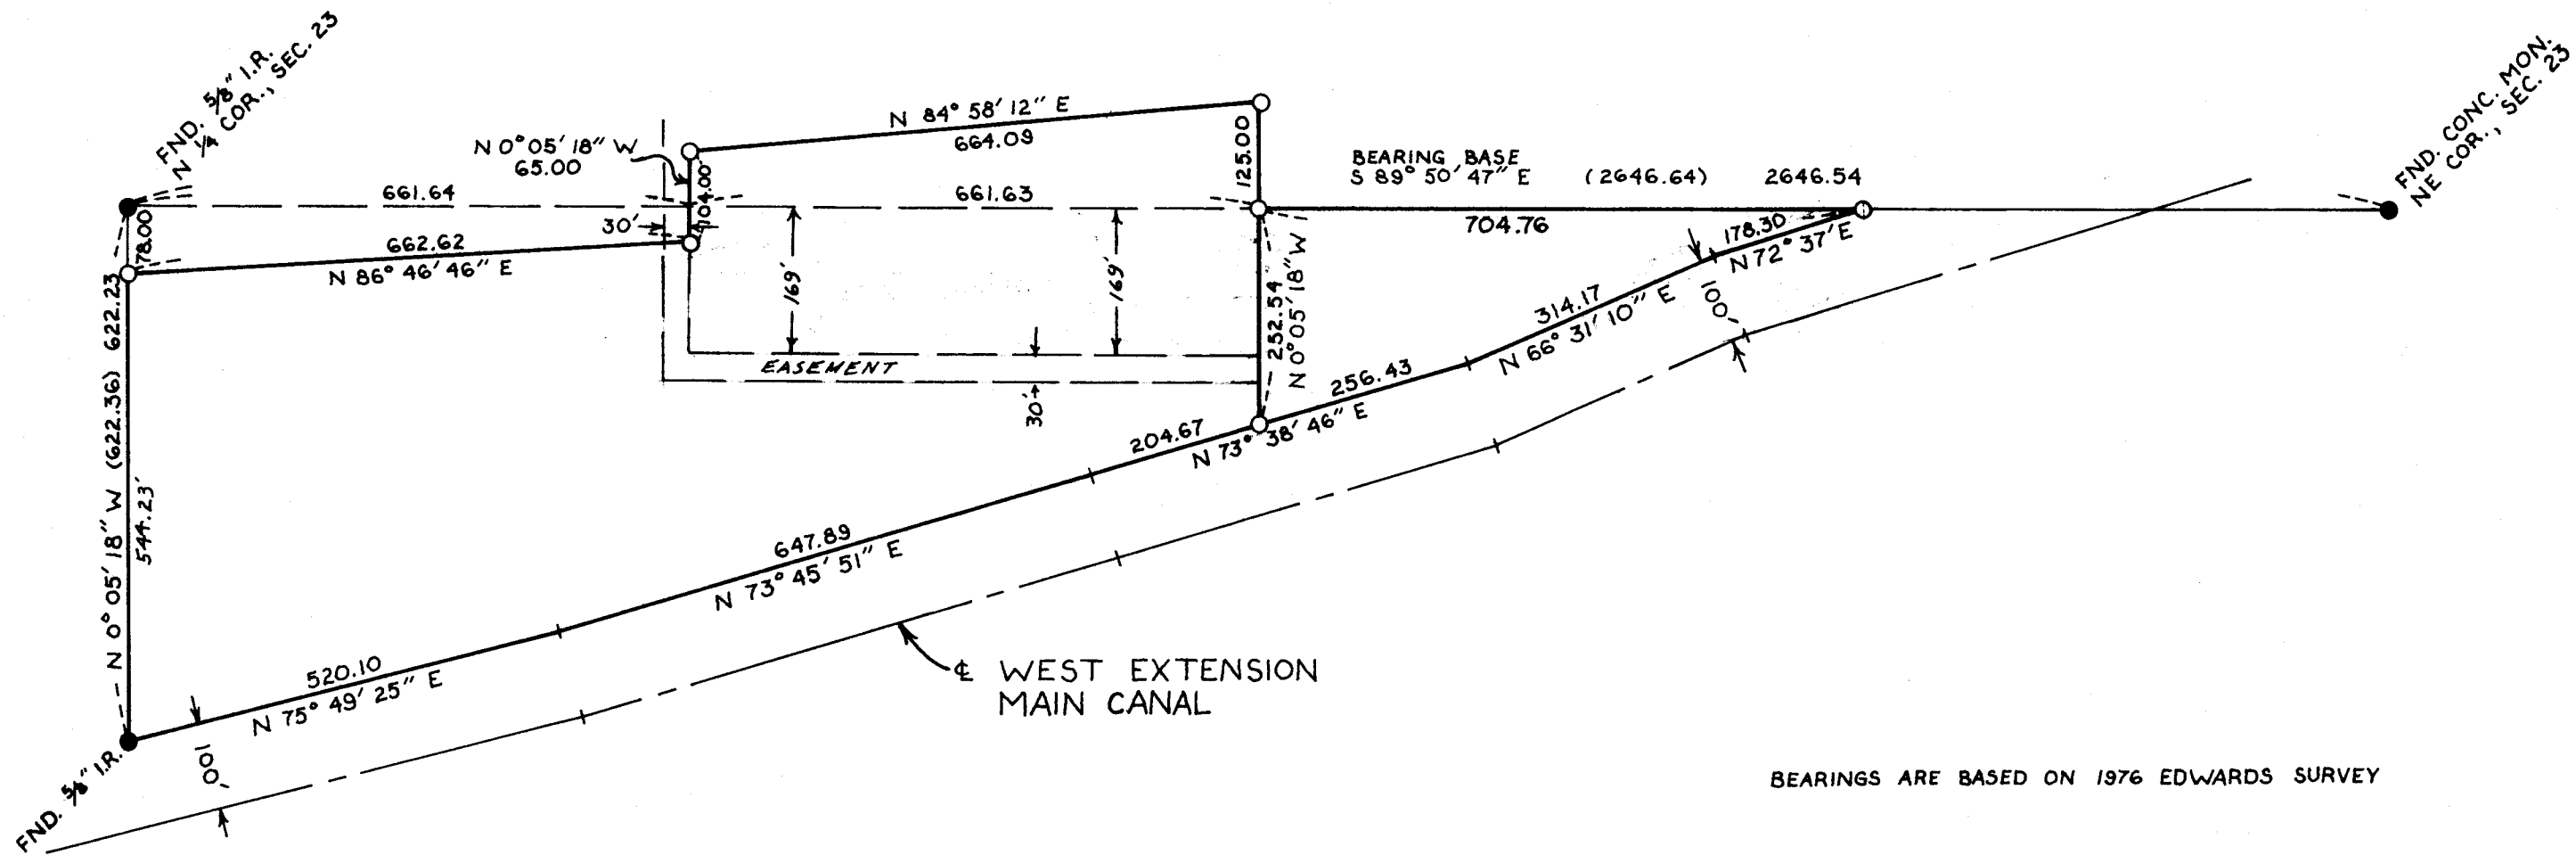 FND. 5/8" I.R.
N 1/4 COR., SEC. 23
N 0° 05' 18" W
65.00
N 84° 58' 12" E
664.09
125.00
BEARING BASE
S 89° 50' 47" E (2646.64) 2646.54
FND. CONC. MON.
NE COR., SEC. 23
661.64
104.00
661.63
704.76
78.00
30'
662.62
N 86° 46' 46" E
169'
169'
252.54
N 0° 05' 18" W
178.30
N 72° 37' E
314.17
N 66° 31' 10" E
100'
EASEMENT
30'
256.43
204.67
N 73° 38' 46" E
N 0° 05' 18" W (622.36) 622.23
544.23'
647.89
N 73° 45' 51" E
520.10
N 75° 49' 25" E
100'
FND. 5/8" I.R.
℄ WEST EXTENSION
MAIN CANAL
BEARINGS ARE BASED ON 1976 EDWARDS SURVEY